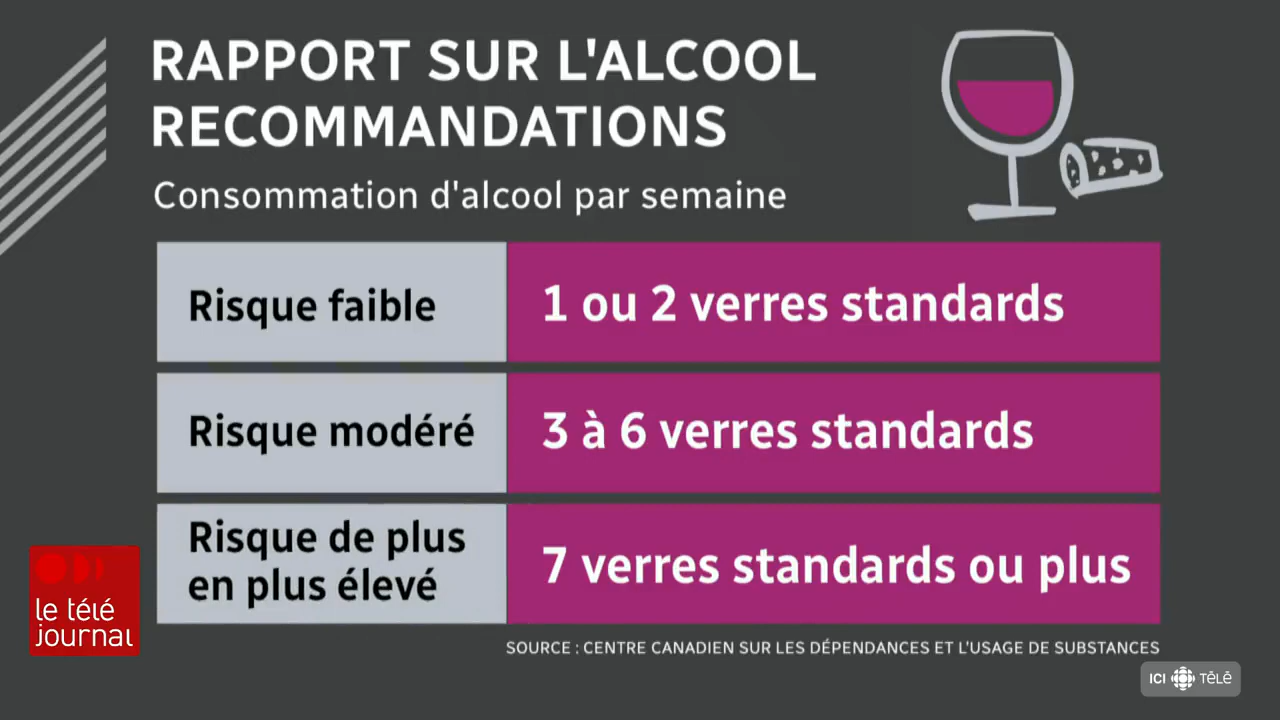 RAPPORT SUR L'ALCOOL
RECOMMANDATIONS
Consommation d'alcool par semaine
Risque faible
1 ou 2 verres standards
Risque modéré
3 à 6 verres standards
Risque de plus
en plus élevé
7 verres standards ou plus
le télé
journal
SOURCE : CENTRE CANADIEN SUR LES DÉPENDANCES ET L'USAGE DE SUBSTANCES
ICI TÉLÉ